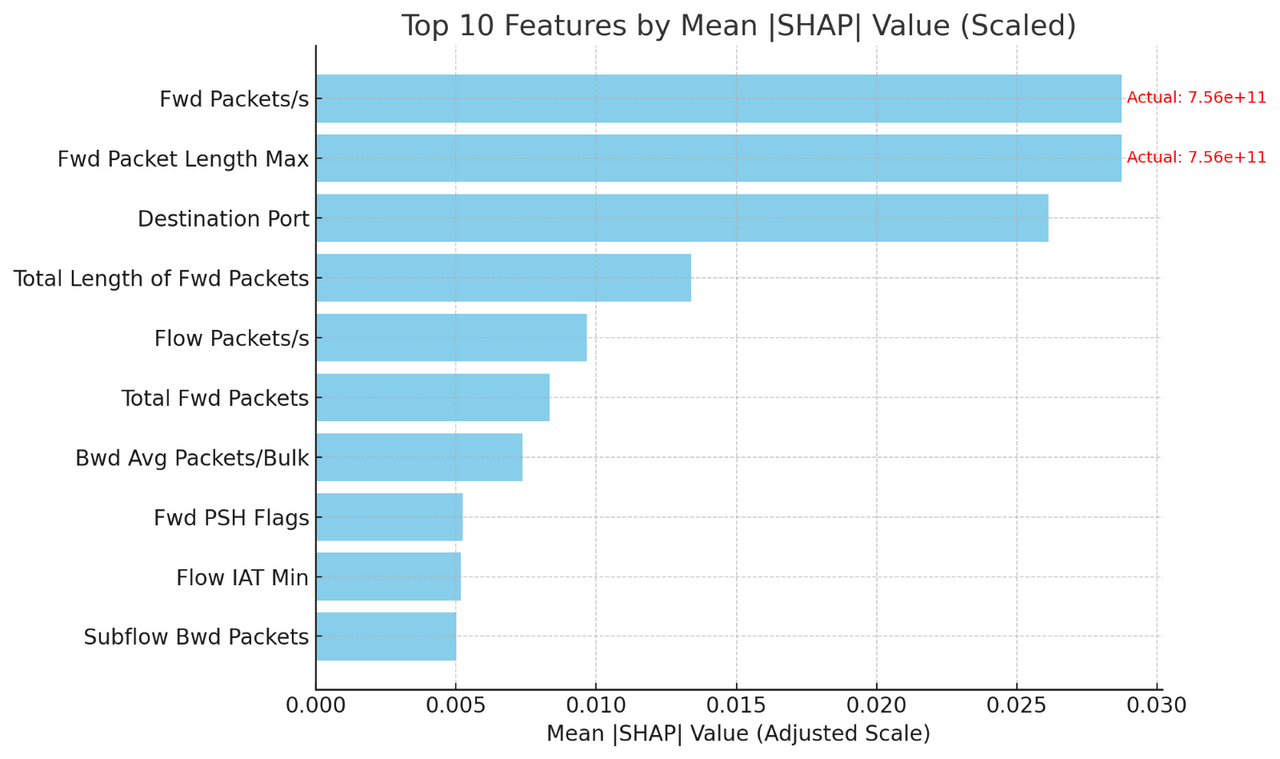 Top 10 Features by Mean |SHAP| Value (Scaled)
Fwd Packets/s
Actual: 7.56e+11
Fwd Packet Length Max
Actual: 7.56e+11
Destination Port
Total Length of Fwd Packets
Flow Packets/s
Total Fwd Packets
Bwd Avg Packets/Bulk
Fwd PSH Flags
Flow IAT Min
Subflow Bwd Packets
0.000 0.005 0.010 0.015 0.020 0.025 0.030
Mean |SHAP| Value (Adjusted Scale)